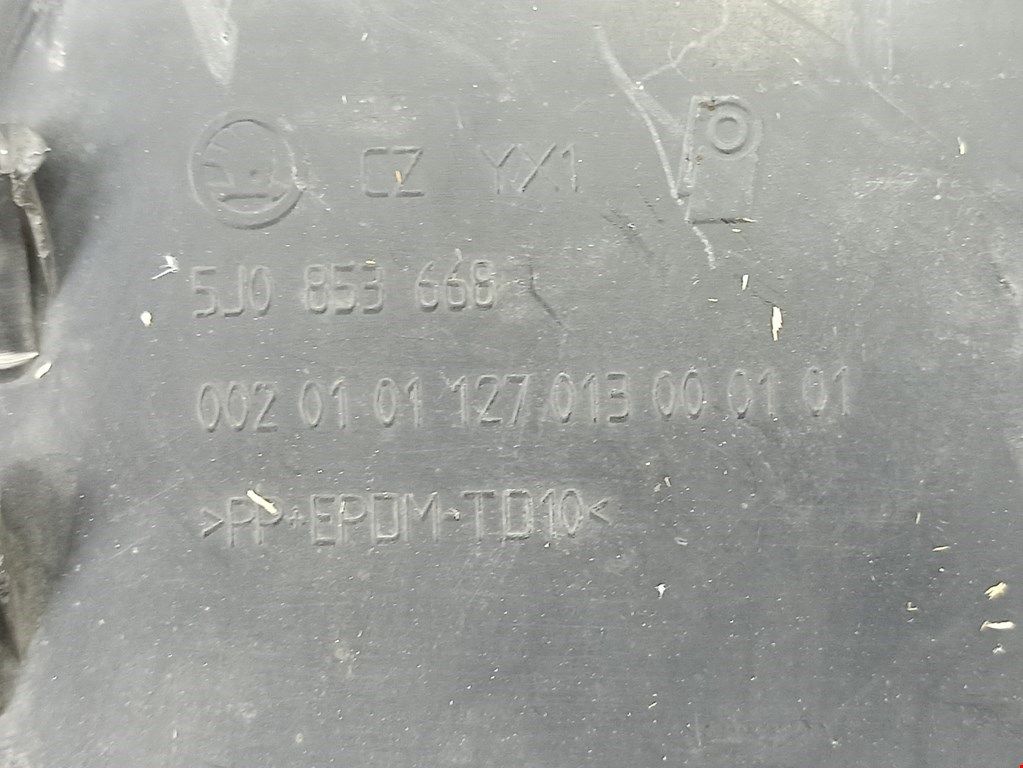 CZ YX1
5J0 853 668
002 01 01 127 013 00 01 01
>PP+EPDM-TD10<